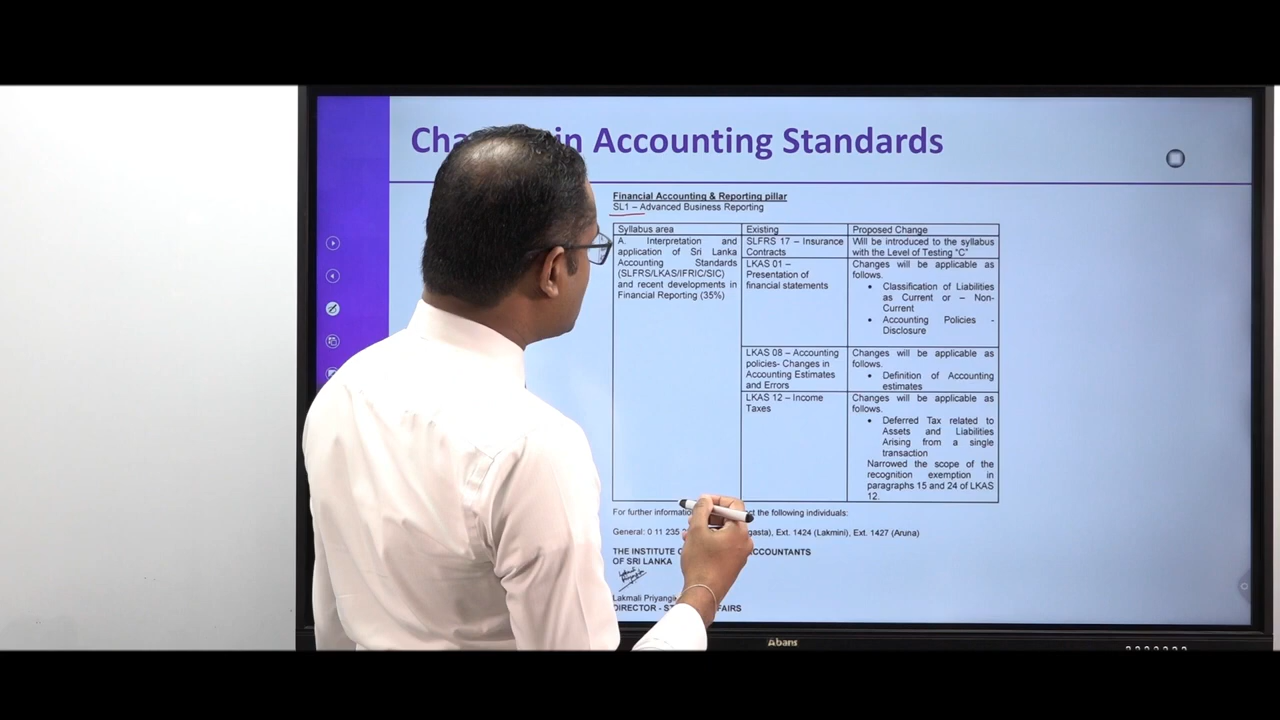 Cha in Accounting Standards
Financial Accounting & Reporting pillar
SL1 – Advanced Business Reporting
Syllabus area
Existing
Proposed Change
A. Interpretation and
application of Sri Lanka
Accounting Standards
(SLFRS/LKAS/IFRIC/SIC)
and recent developments in
Financial Reporting (35%)
SLFRS 17 – Insurance
Contracts
Will be introduced to the syllabus
with the Level of Testing “C”
LKAS 01 –
Presentation of
financial statements
Changes will be applicable as
follows.
• Classification of Liabilities
as Current or – Non-
Current
• Accounting Policies -
Disclosure
LKAS 08 – Accounting
policies- Changes in
Accounting Estimates
and Errors
Changes will be applicable as
follows.
• Definition of Accounting
estimates
LKAS 12 – Income
Taxes
Changes will be applicable as
follows.
• Deferred Tax related to
Assets and Liabilities
Arising from a single
transaction
Narrowed the scope of the
recognition exemption in
paragraphs 15 and 24 of LKAS
12.
For further the following individuals:
General: 0 11 235 Ext. 1424 (Lakmini), Ext. 1427 (Aruna)
THE INSTITUTE ACCOUNTANTS
OF SRI LANKA
Lakmali
DIRECTOR -
Abans